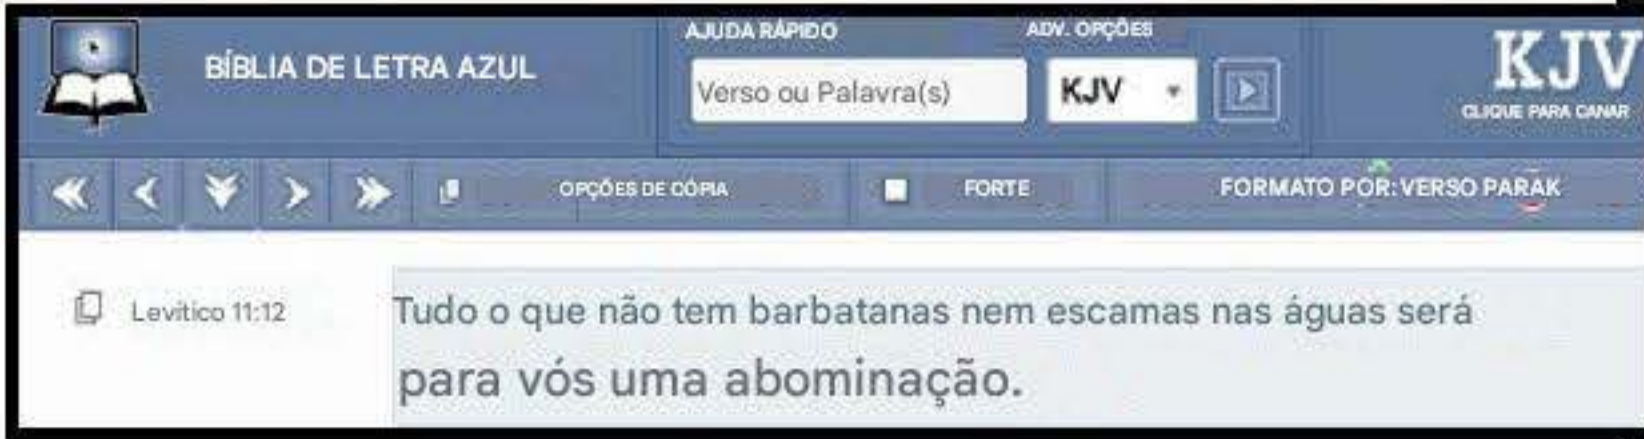 AJUDA RÁPIDO
ADV. OPÇÕES
BÍBLIA DE LETRA AZUL
Verso ou Palavra(s)
KJV
KJV
CLIQUE PARA CANAR
OPÇÕES DE CÓPIA
FORTE
FORMATO POR: VERSO PARAK
Levítico 11:12
Tudo o que não tem barbatanas nem escamas nas águas será
para vós uma abominação.